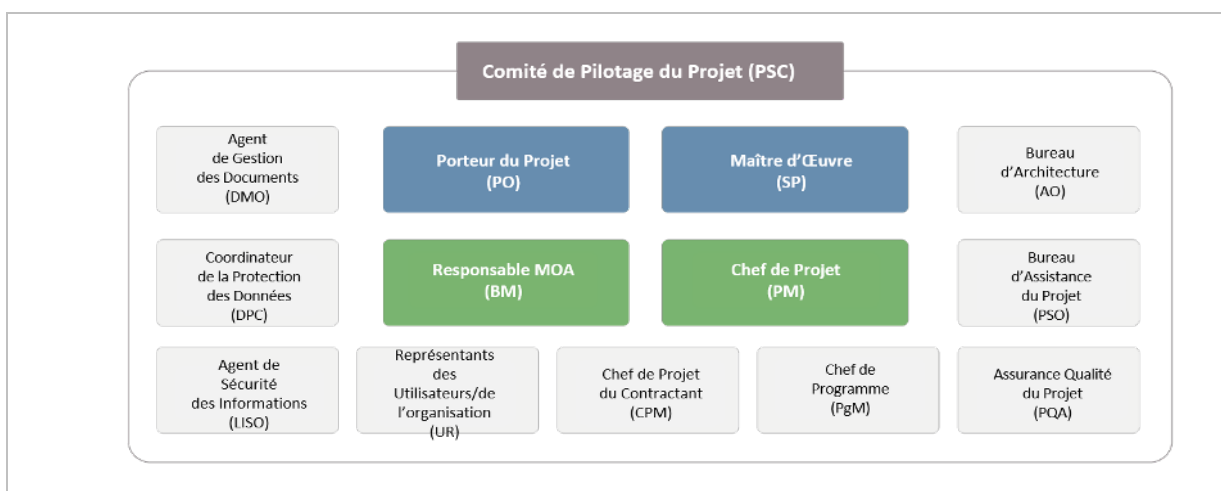 Comité de Pilotage du Projet (PSC)
Agent
de Gestion
des Documents
(DMO)
Porteur du Projet
(PO)
Maître d’Œuvre
(SP)
Bureau
d’Architecture
(AO)
Coordinateur
de la Protection
des Données
(DPC)
Responsable MOA
(BM)
Chef de Projet
(PM)
Bureau
d’Assistance
du Projet
(PSO)
Agent de
Sécurité
des Informations
(LISO)
Représentants
des
Utilisateurs/de
l’organisation
(UR)
Chef de Projet
du Contractant
(CPM)
Chef de
Programme
(PgM)
Assurance Qualité
du Projet
(PQA)